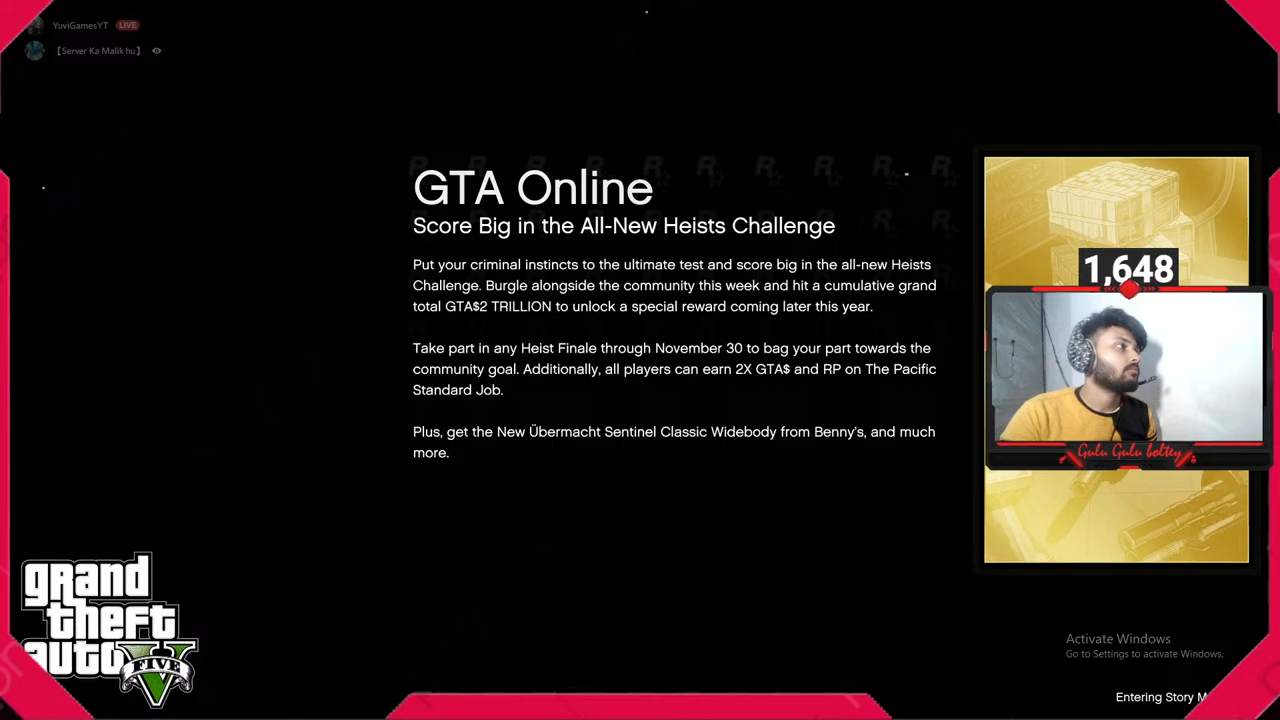 YuviGamesYT LIVE
【Server Ka Malik hu】
GTA Online
Score Big in the All-New Heists Challenge
Put your criminal instincts to the ultimate test and score big in the all-new Heists
Challenge. Burgle alongside the community this week and hit a cumulative grand
total GTA$2 TRILLION to unlock a special reward coming later this year.
Take part in any Heist Finale through November 30 to bag your part towards the
community goal. Additionally, all players can earn 2X GTA$ and RP on The Pacific
Standard Job.
Plus, get the New Übermacht Sentinel Classic Widebody from Benny's, and much
more.
1,648
Gulu Gulu boltey
grand
theft
auto V
FIVE
Activate Windows
Go to Settings to activate Windows.
Entering Story M